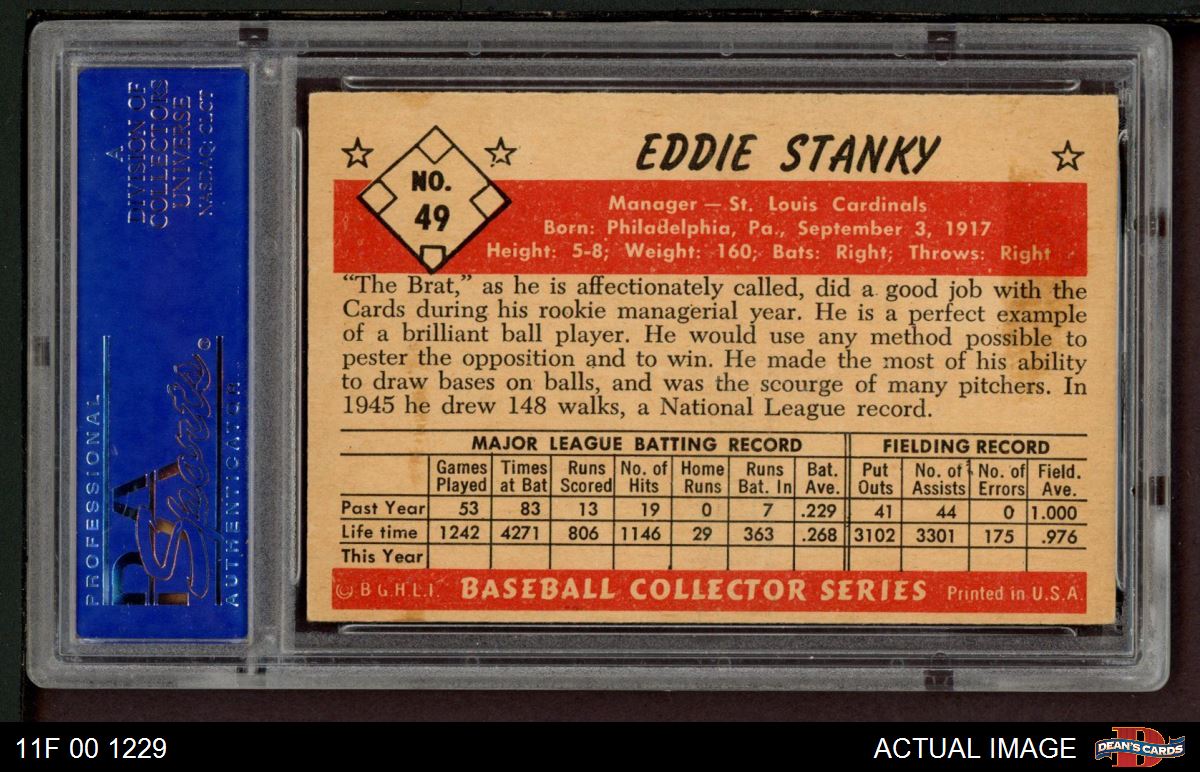 A
DIVISION OF
COLLECTORS
UNIVERSE
NASDAQ: CLCT
PROFESSIONAL
PSA
Sports®
AUTHENTICATOR
EDDIE STANKY
NO.
49
Manager — St. Louis Cardinals
Born: Philadelphia, Pa., September 3, 1917
Height: 5-8; Weight: 160; Bats: Right; Throws: Right
“The Brat,” as he is affectionately called, did a good job with the
Cards during his rookie managerial year. He is a perfect example
of a brilliant ball player. He would use any method possible to
pester the opposition and to win. He made the most of his ability
to draw bases on balls, and was the scourge of many pitchers. In
1945 he drew 148 walks, a National League record.
MAJOR LEAGUE BATTING RECORD FIELDING RECORD
Games Times Runs No. of Home Runs Bat. Put No. of No. of Field.
Played at Bat Scored Hits Runs Bat. In Ave. Outs Assists Errors Ave.
Past Year 53 83 13 19 0 7 .229 41 44 0 1.000
Life time 1242 4271 806 1146 29 363 .268 3102 3301 175 .976
This Year
© B.G.H.L.I. BASEBALL COLLECTOR SERIES Printed in U.S.A.
11F 00 1229
ACTUAL IMAGE
D
DEAN'S CARDS